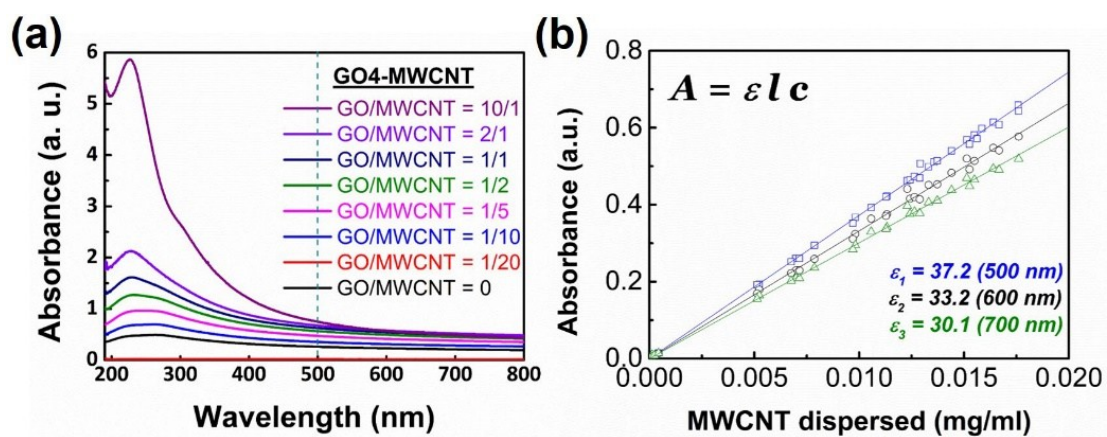 (a)
6
5
4
3
2
1
0
Absorbance (a. u.)
GO4-MWCNT
GO/MWCNT = 10/1
GO/MWCNT = 2/1
GO/MWCNT = 1/1
GO/MWCNT = 1/2
GO/MWCNT = 1/5
GO/MWCNT = 1/10
GO/MWCNT = 1/20
GO/MWCNT = 0
200 300 400 500 600 700 800
Wavelength (nm)
(b)
0.8
0.6
0.4
0.2
0.0
Absorbance (a.u.)
A = ε l c
ε1 = 37.2 (500 nm)
ε2 = 33.2 (600 nm)
ε3 = 30.1 (700 nm)
0.000 0.005 0.010 0.015 0.020
MWCNT dispersed (mg/ml)